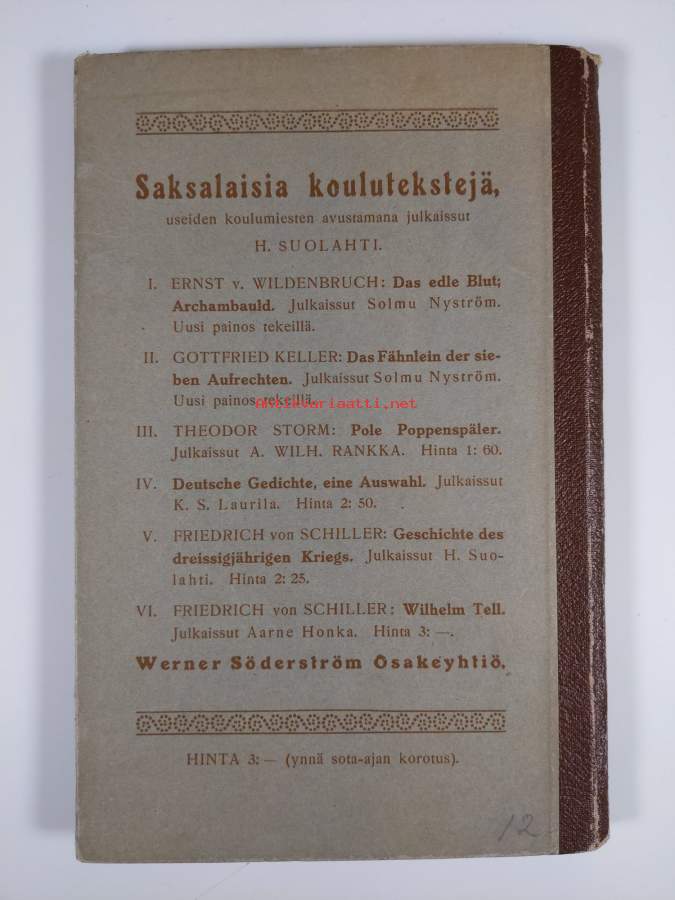 Saksalaisia koulutekstejä,
useiden koulumiesten avustamana julkaissut
H. SUOLAHTI.
I. ERNST v. WILDENBRUCH: Das edle Blut;
Archambauld. Julkaissut Solmu Nyström.
Uusi painos tekeillä.
II. GOTTFRIED KELLER: Das Fähnlein der sie-
ben Aufrechten. Julkaissut Solmu Nyström.
Uusi painos tekeillä.
Antikvariaatti.net
III. THEODOR STORM: Pole Poppenspäler.
Julkaissut A. WILH. RANKKA. Hinta 1: 60.
IV. Deutsche Gedichte, eine Auswahl. Julkaissut
K. S. Laurila. Hinta 2: 50.
V. FRIEDRICH von SCHILLER: Geschichte des
dreissigjährigen Kriegs. Julkaissut H. Suo-
lahti. Hinta 2: 25.
VI. FRIEDRICH von SCHILLER: Wilhelm Tell.
Julkaissut Aarne Honka. Hinta 3: —.
Werner Söderström Osakeyhtiö.
HINTA 3: — (ynnä sota-ajan korotus).
12